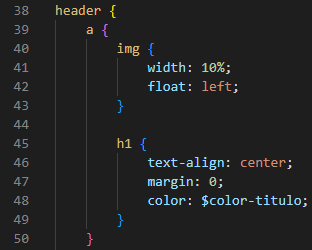 38 header {
39 a {
40 img {
41 width: 10%;
42 float: left;
43 }
44
45 h1 {
46 text-align: center;
47 margin: 0;
48 color: $color-titulo;
49 }
50 }